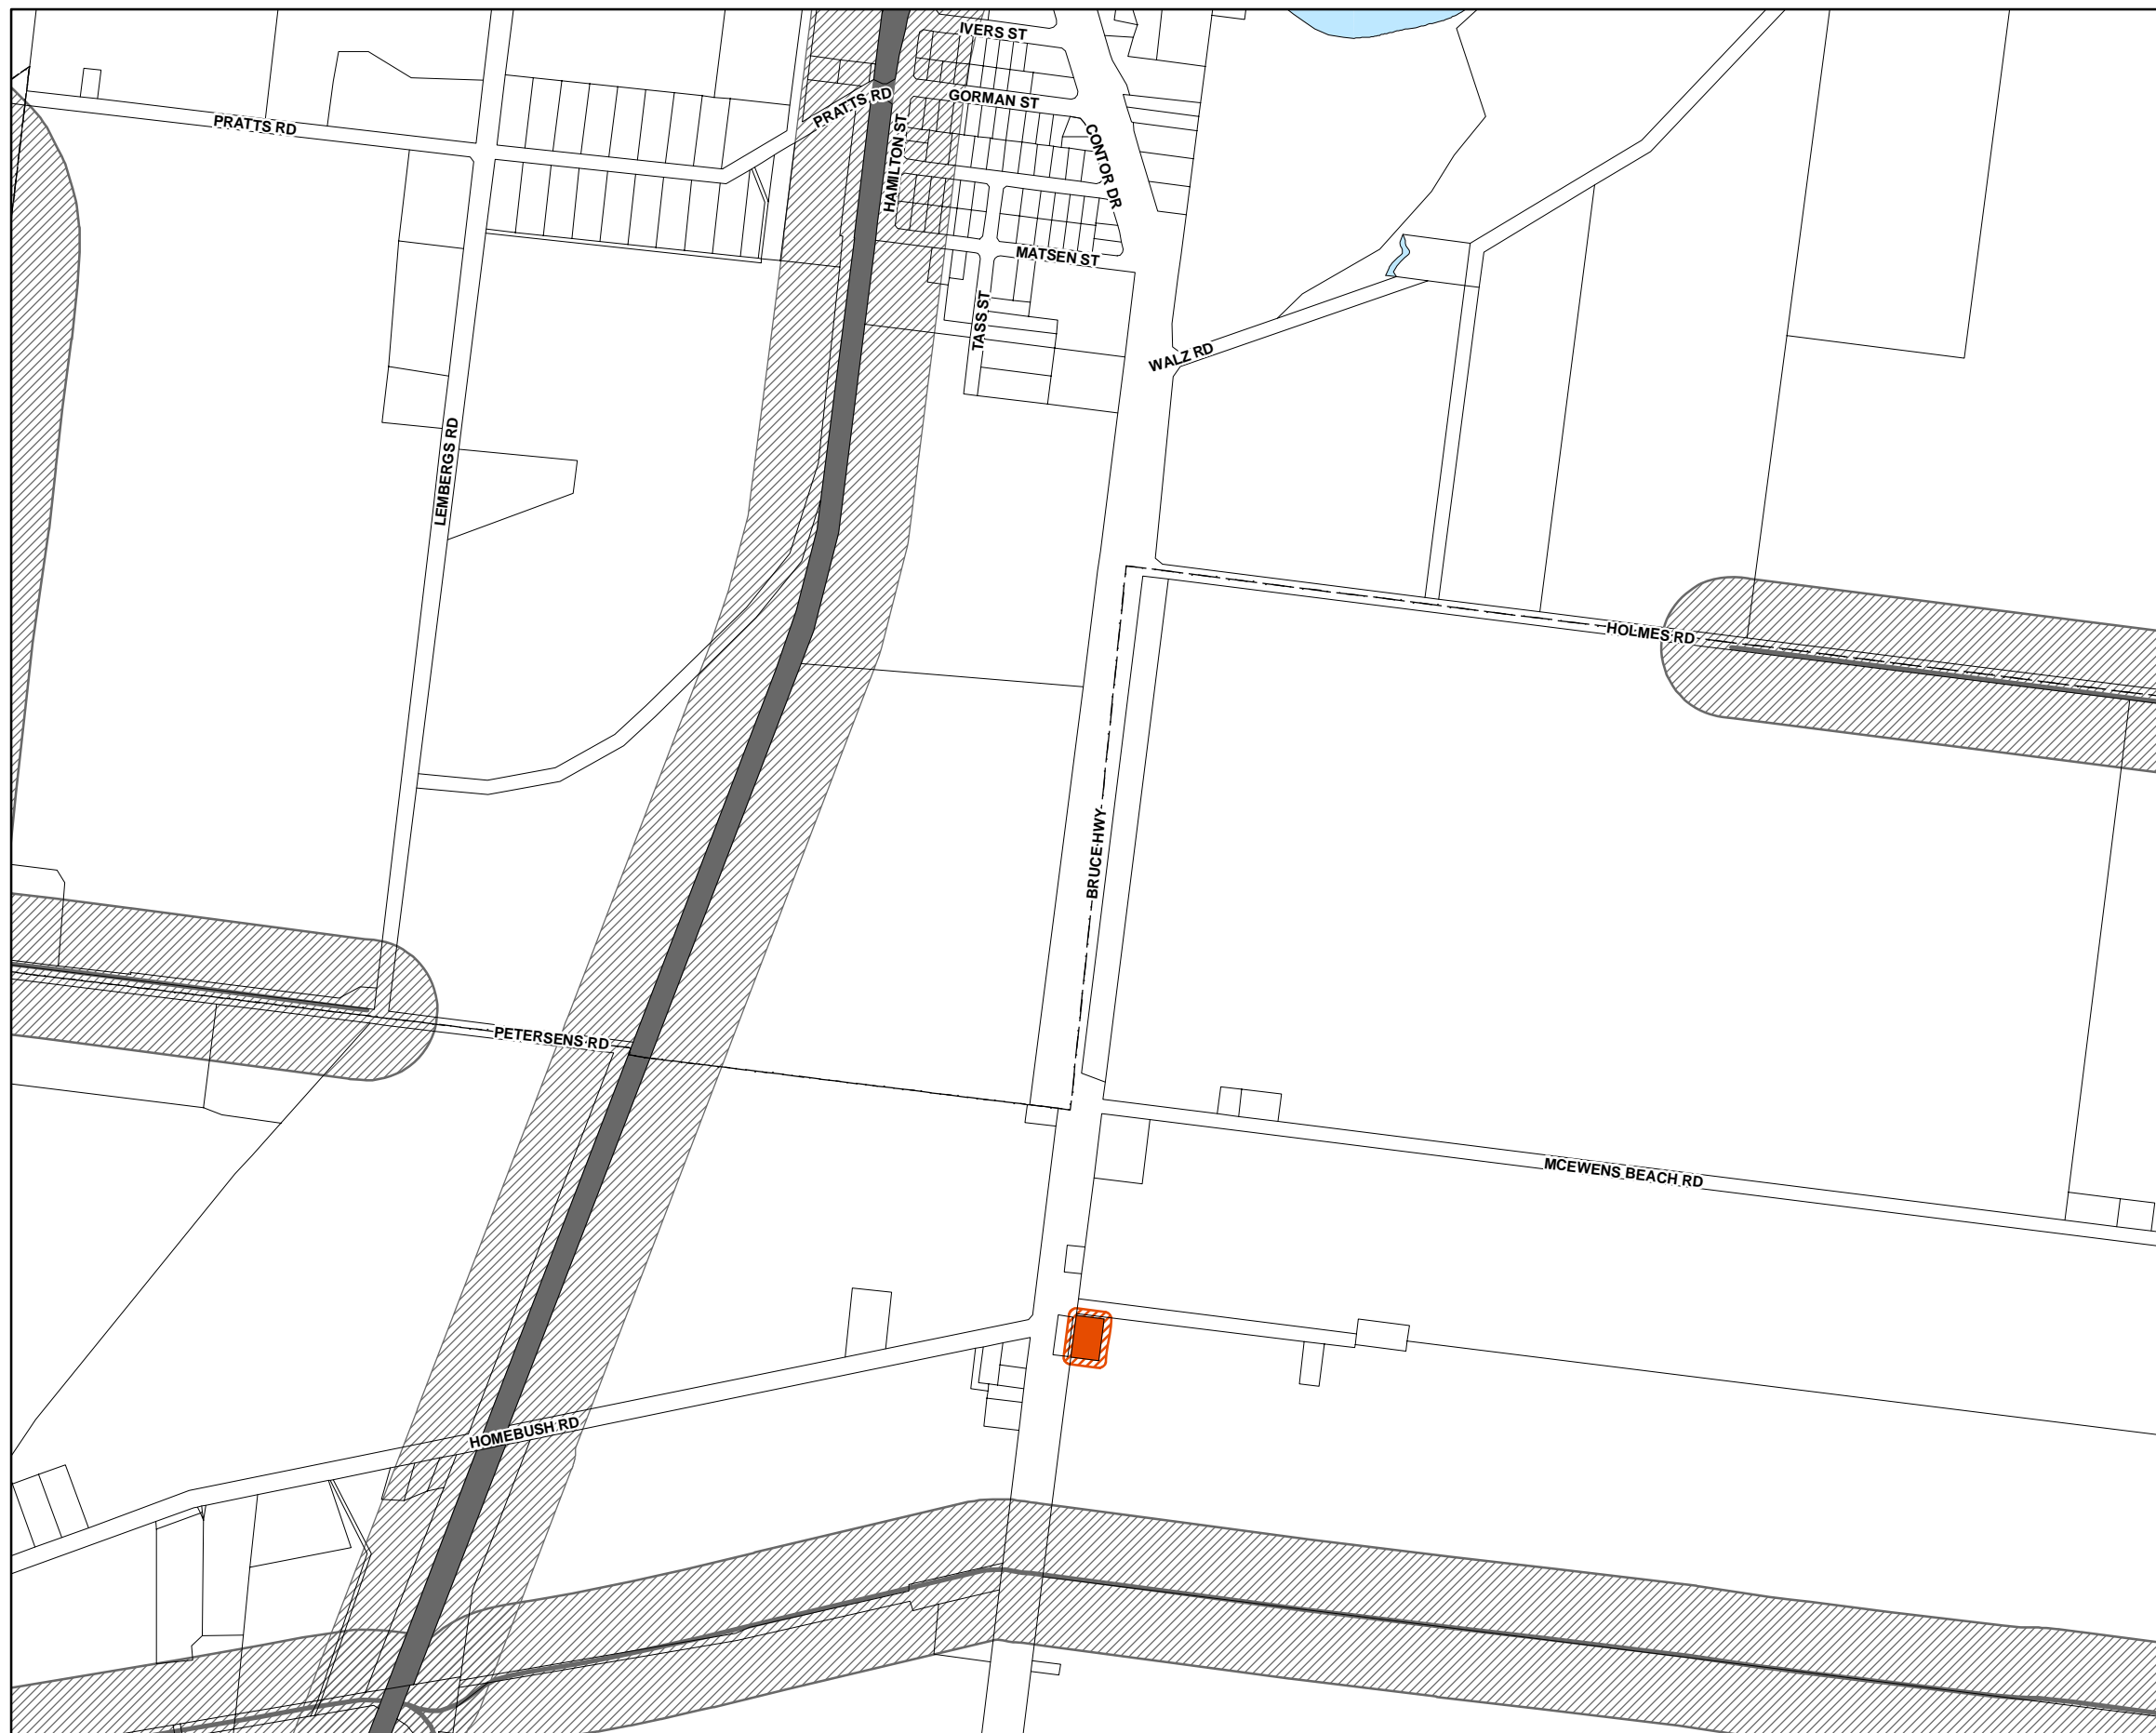 IVERS ST
GORMAN ST
PRATTS RD
PRATTS RD
HAMILTON ST
CONTOR DR
MATSEN ST
TASS ST
WALZ RD
LEMBERGS RD
HOLMES RD
BRUCE HWY
PETERSENS RD
MCEWENS BEACH RD
HOMEBUSH RD